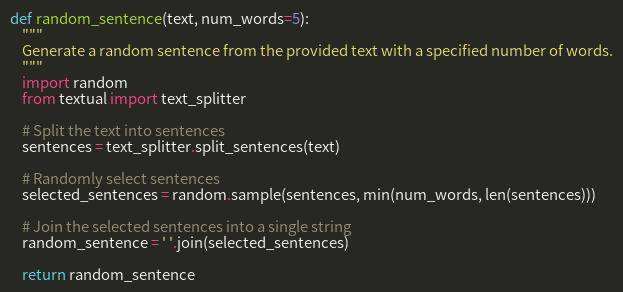 def random_sentence(text, num_words=5):
    """
    Generate a random sentence from the provided text with a specified number of words.
    """
    import random
    from textual import text_splitter

    # Split the text into sentences
    sentences = text_splitter.split_sentences(text)

    # Randomly select sentences
    selected_sentences = random.sample(sentences, min(num_words, len(sentences)))

    # Join the selected sentences into a single string
    random_sentence = ' '.join(selected_sentences)

    return random_sentence